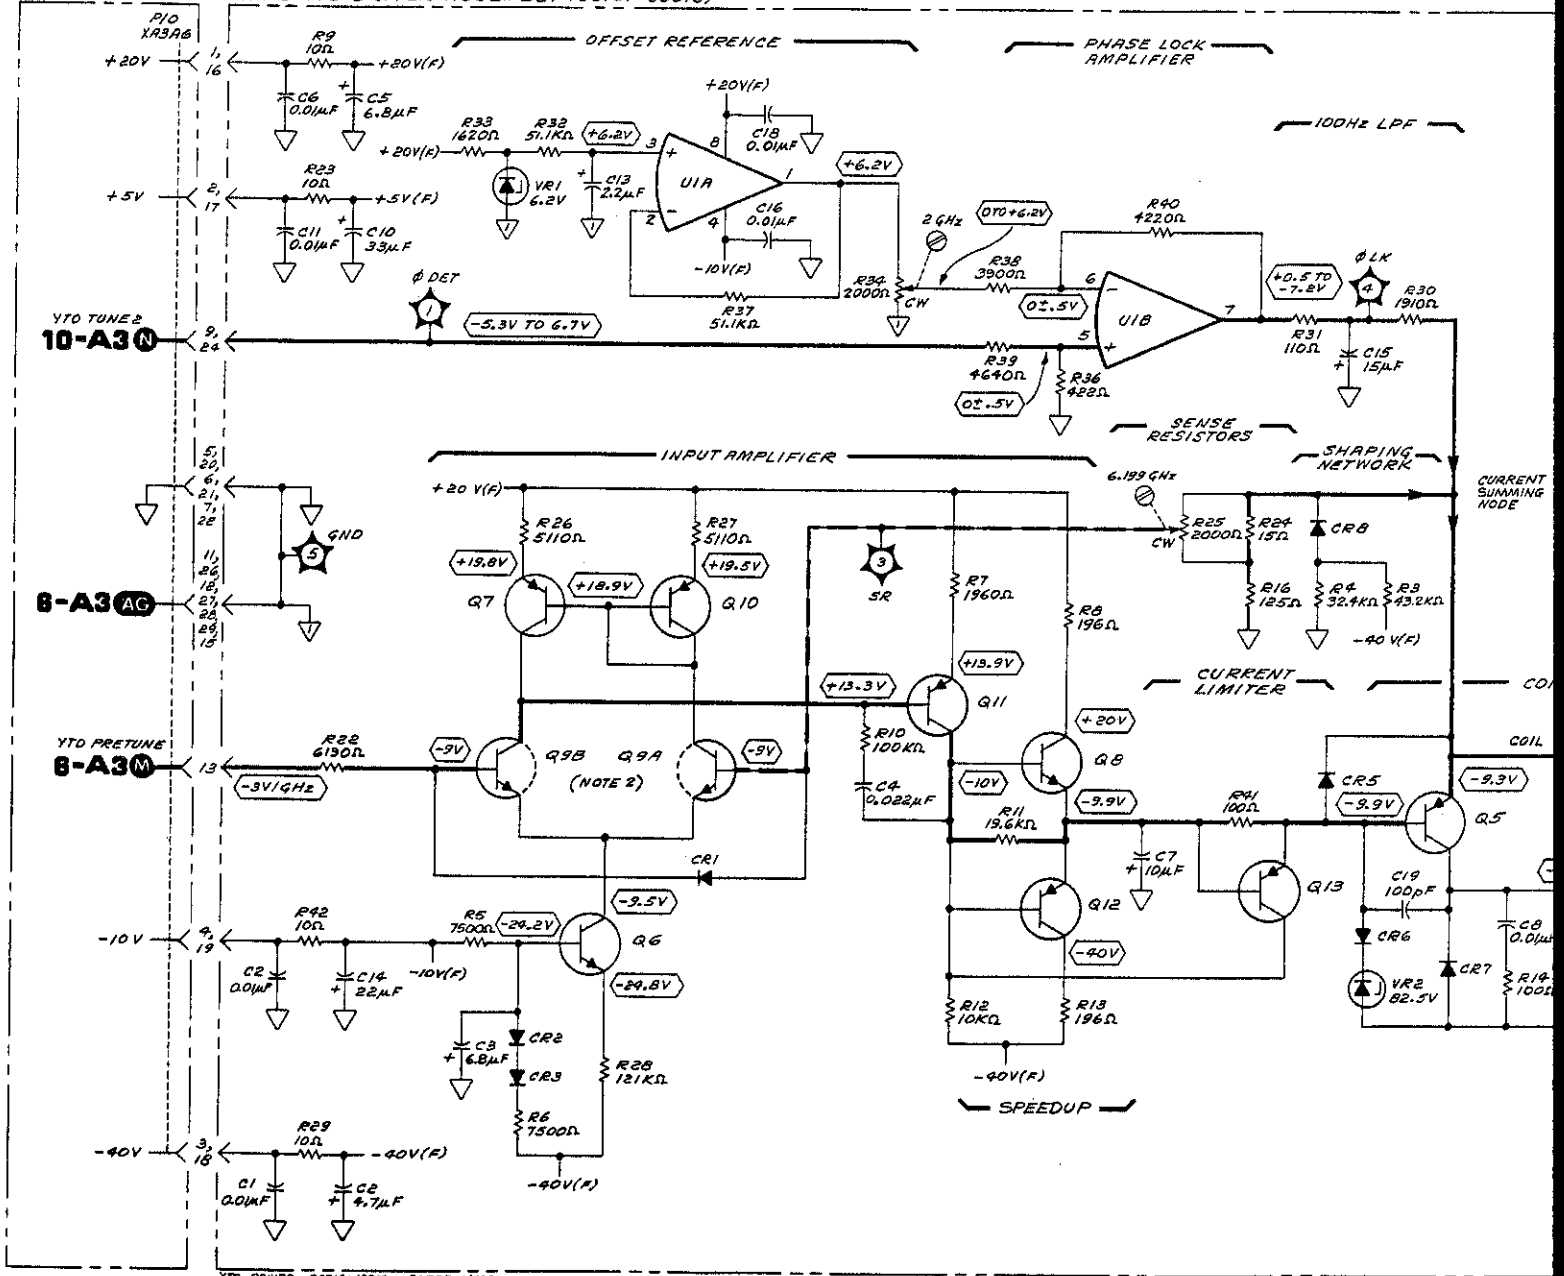 P/O
XA3A6
+20V
1,
16
R9
10Ω
+20V(F)
C6
0.01µF
+
C5
6.8µF
OFFSET REFERENCE
PHASE LOCK
AMPLIFIER
100Hz LPF
+20V(F)
C18
0.01µF
R33
1620Ω
R32
51.1KΩ
+6.2V
+20V(F)
VR1
6.2V
+
C13
2.2µF
3
+
8
U1A
1
2
-
4
+6.2V
C16
0.01µF
-10V(F)
R37
51.1KΩ
R34
2000Ω
CW
2 GHz
0 TO +6.2V
R38
3900Ω
R40
4220Ω
0±.5V
6
-
U1B
7
5
+
+0.5 TO
-7.2V
ϕ LK
4
R30
1910Ω
R31
110Ω
+
C15
15µF
+5V
2,
17
R23
10Ω
+5V(F)
C11
0.01µF
+
C10
33µF
ϕ DET
1
YTO TUNE 2
10-A3 N
9,
24
-5.3V TO 6.7V
R39
4640Ω
0±.5V
R36
422Ω
5,
20,
6,
21,
7,
22
GND
5
11,
28,
29,
15
6-A3 AG
INPUT AMPLIFIER
SENSE
RESISTORS
SHAPING
NETWORK
CURRENT
SUMMING
NODE
+20 V(F)
R26
5110Ω
R27
5110Ω
+19.8V
+18.9V
+19.5V
Q7
Q10
3
SR
6.199 GHz
CW
R25
2000Ω
R24
15Ω
CR8
R16
125Ω
R4
32.4KΩ
R3
43.2KΩ
-40V(F)
R7
1960Ω
R8
196Ω
+13.9V
+13.3V
Q11
CURRENT
LIMITER
COI
YTO PRETUNE
6-A3 M
13
R22
6190Ω
-3V/GHz
-9V
Q9B
Q9A
(NOTE 2)
-9V
R10
100KΩ
C4
0.022µF
+20V
Q8
-10V
-9.9V
R11
19.6KΩ
COIL
CR5
-9.9V
-9.3V
R41
100Ω
Q5
CR1
C7
+ 10µF
Q13
Q12
C19
100pF
C8
0.01µ
-10V
4,
19
R42
10Ω
C2
0.01µF
+
C14
22µF
-10V(F)
R5
7500Ω
-24.2V
-9.5V
Q6
-24.8V
-40V
CR6
CR7
VR2
82.5V
R14
100Ω
+
C3
6.8µF
CR2
CR3
R28
121KΩ
R6
7500Ω
-40V(F)
R12
10KΩ
R13
196Ω
-40V(F)
SPEEDUP
-40V
3,
18
R29
10Ω
-40V(F)
C1
0.01µF
+
C2
4.7µF